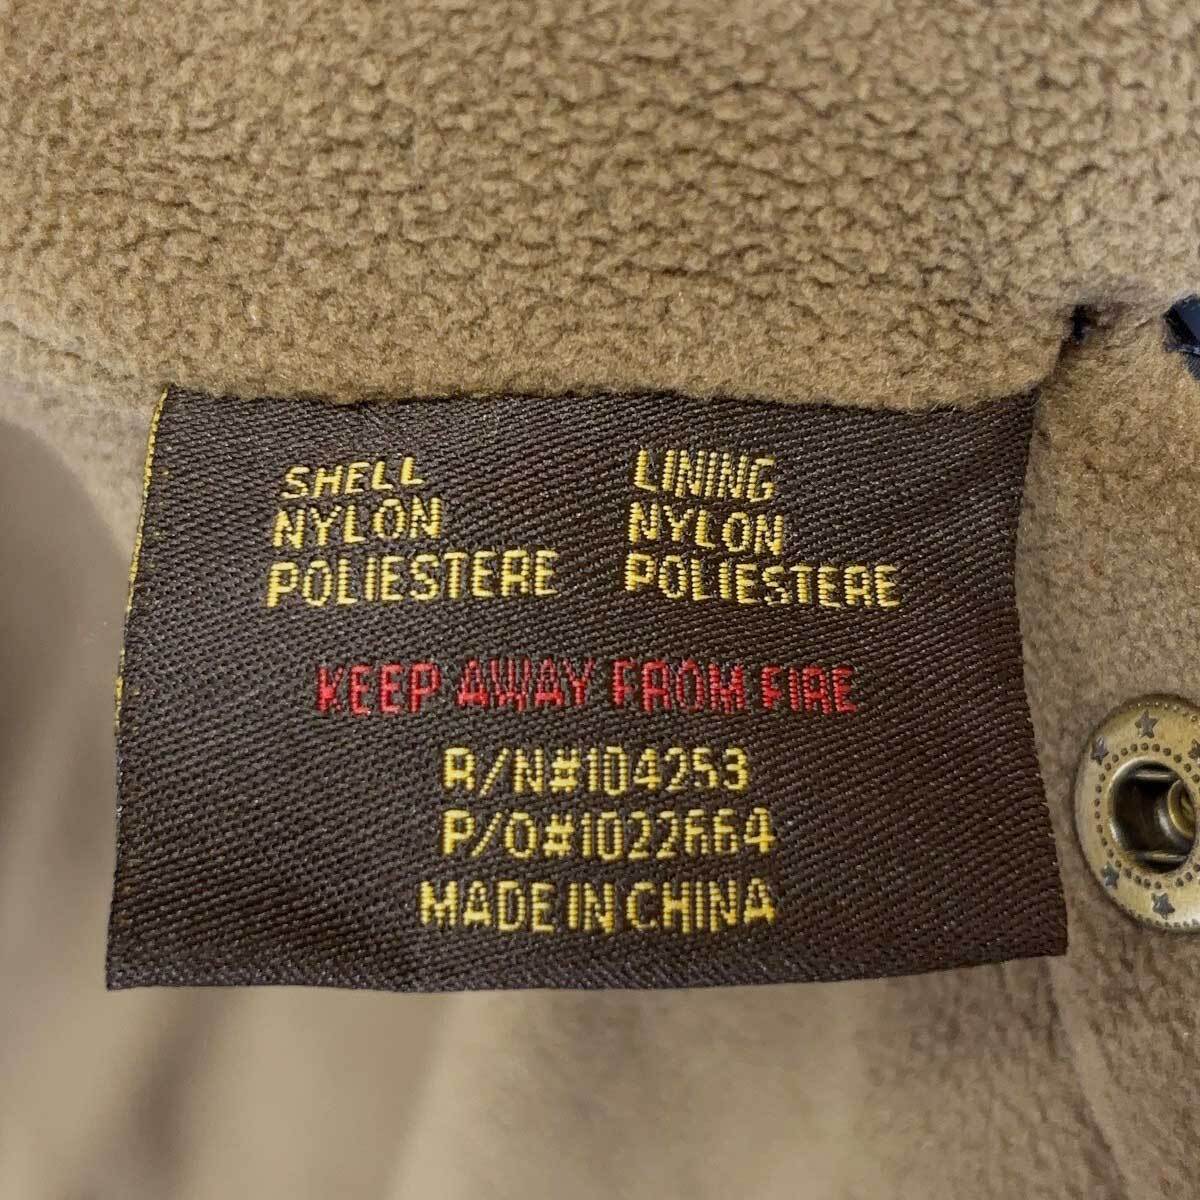 SHELL
NYLON
POLIESTERE
LINING
NYLON
POLIESTERE
KEEP AWAY FROM FIRE
R/N#104253
P/O#1022664
MADE IN CHINA